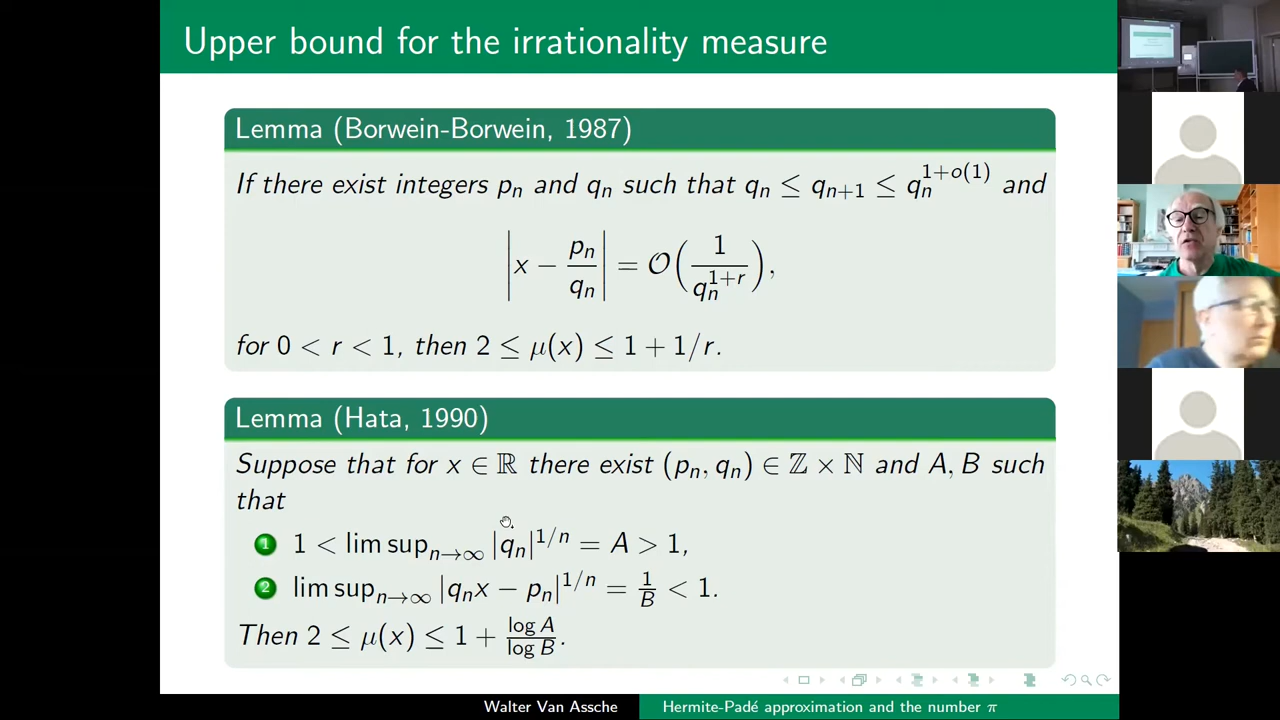 Upper bound for the irrationality measure
Lemma (Borwein-Borwein, 1987)
If there exist integers pₙ and qₙ such that qₙ ≤ qₙ₊₁ ≤ qₙ^{1+o(1)} and
|x − pₙ/qₙ| = 𝒪(1/qₙ^{1+r}),
for 0 < r < 1, then 2 ≤ μ(x) ≤ 1 + 1/r.
Lemma (Hata, 1990)
Suppose that for x ∈ ℝ there exist (pₙ, qₙ) ∈ ℤ × ℕ and A, B such
that
1 1 < lim sup_{n→∞} |qₙ|^{1/n} = A > 1,
2 lim sup_{n→∞} |qₙx − pₙ|^{1/n} = 1/B < 1.
Then 2 ≤ μ(x) ≤ 1 + log A/log B.
Walter Van Assche Hermite-Padé approximation and the number π